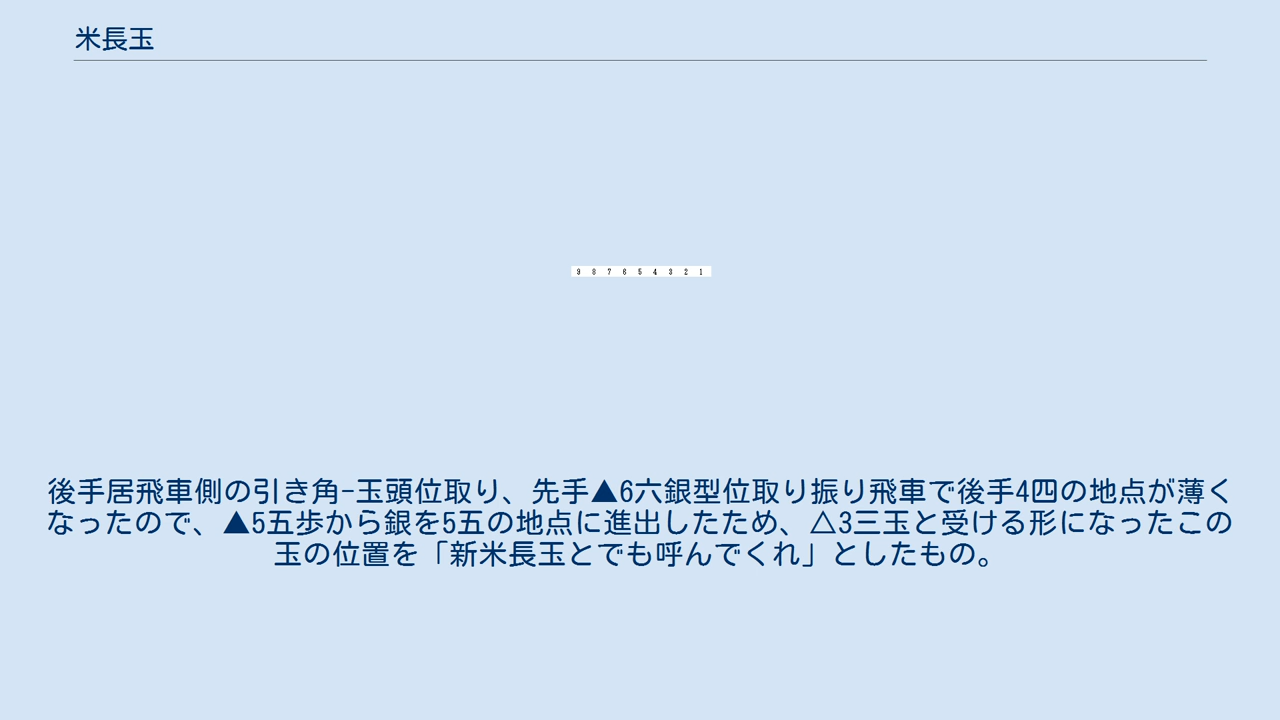 米長玉
9 8 7 6 5 4 3 2 1
後手居飛車側の引き角-玉頭位取り、先手▲6六銀型位取り振り飛車で後手4四の地点が薄く
なったので、▲5五歩から銀を5五の地点に進出したため、△3三玉と受ける形になったこの
玉の位置を「新米長玉とでも呼んでくれ」としたもの。